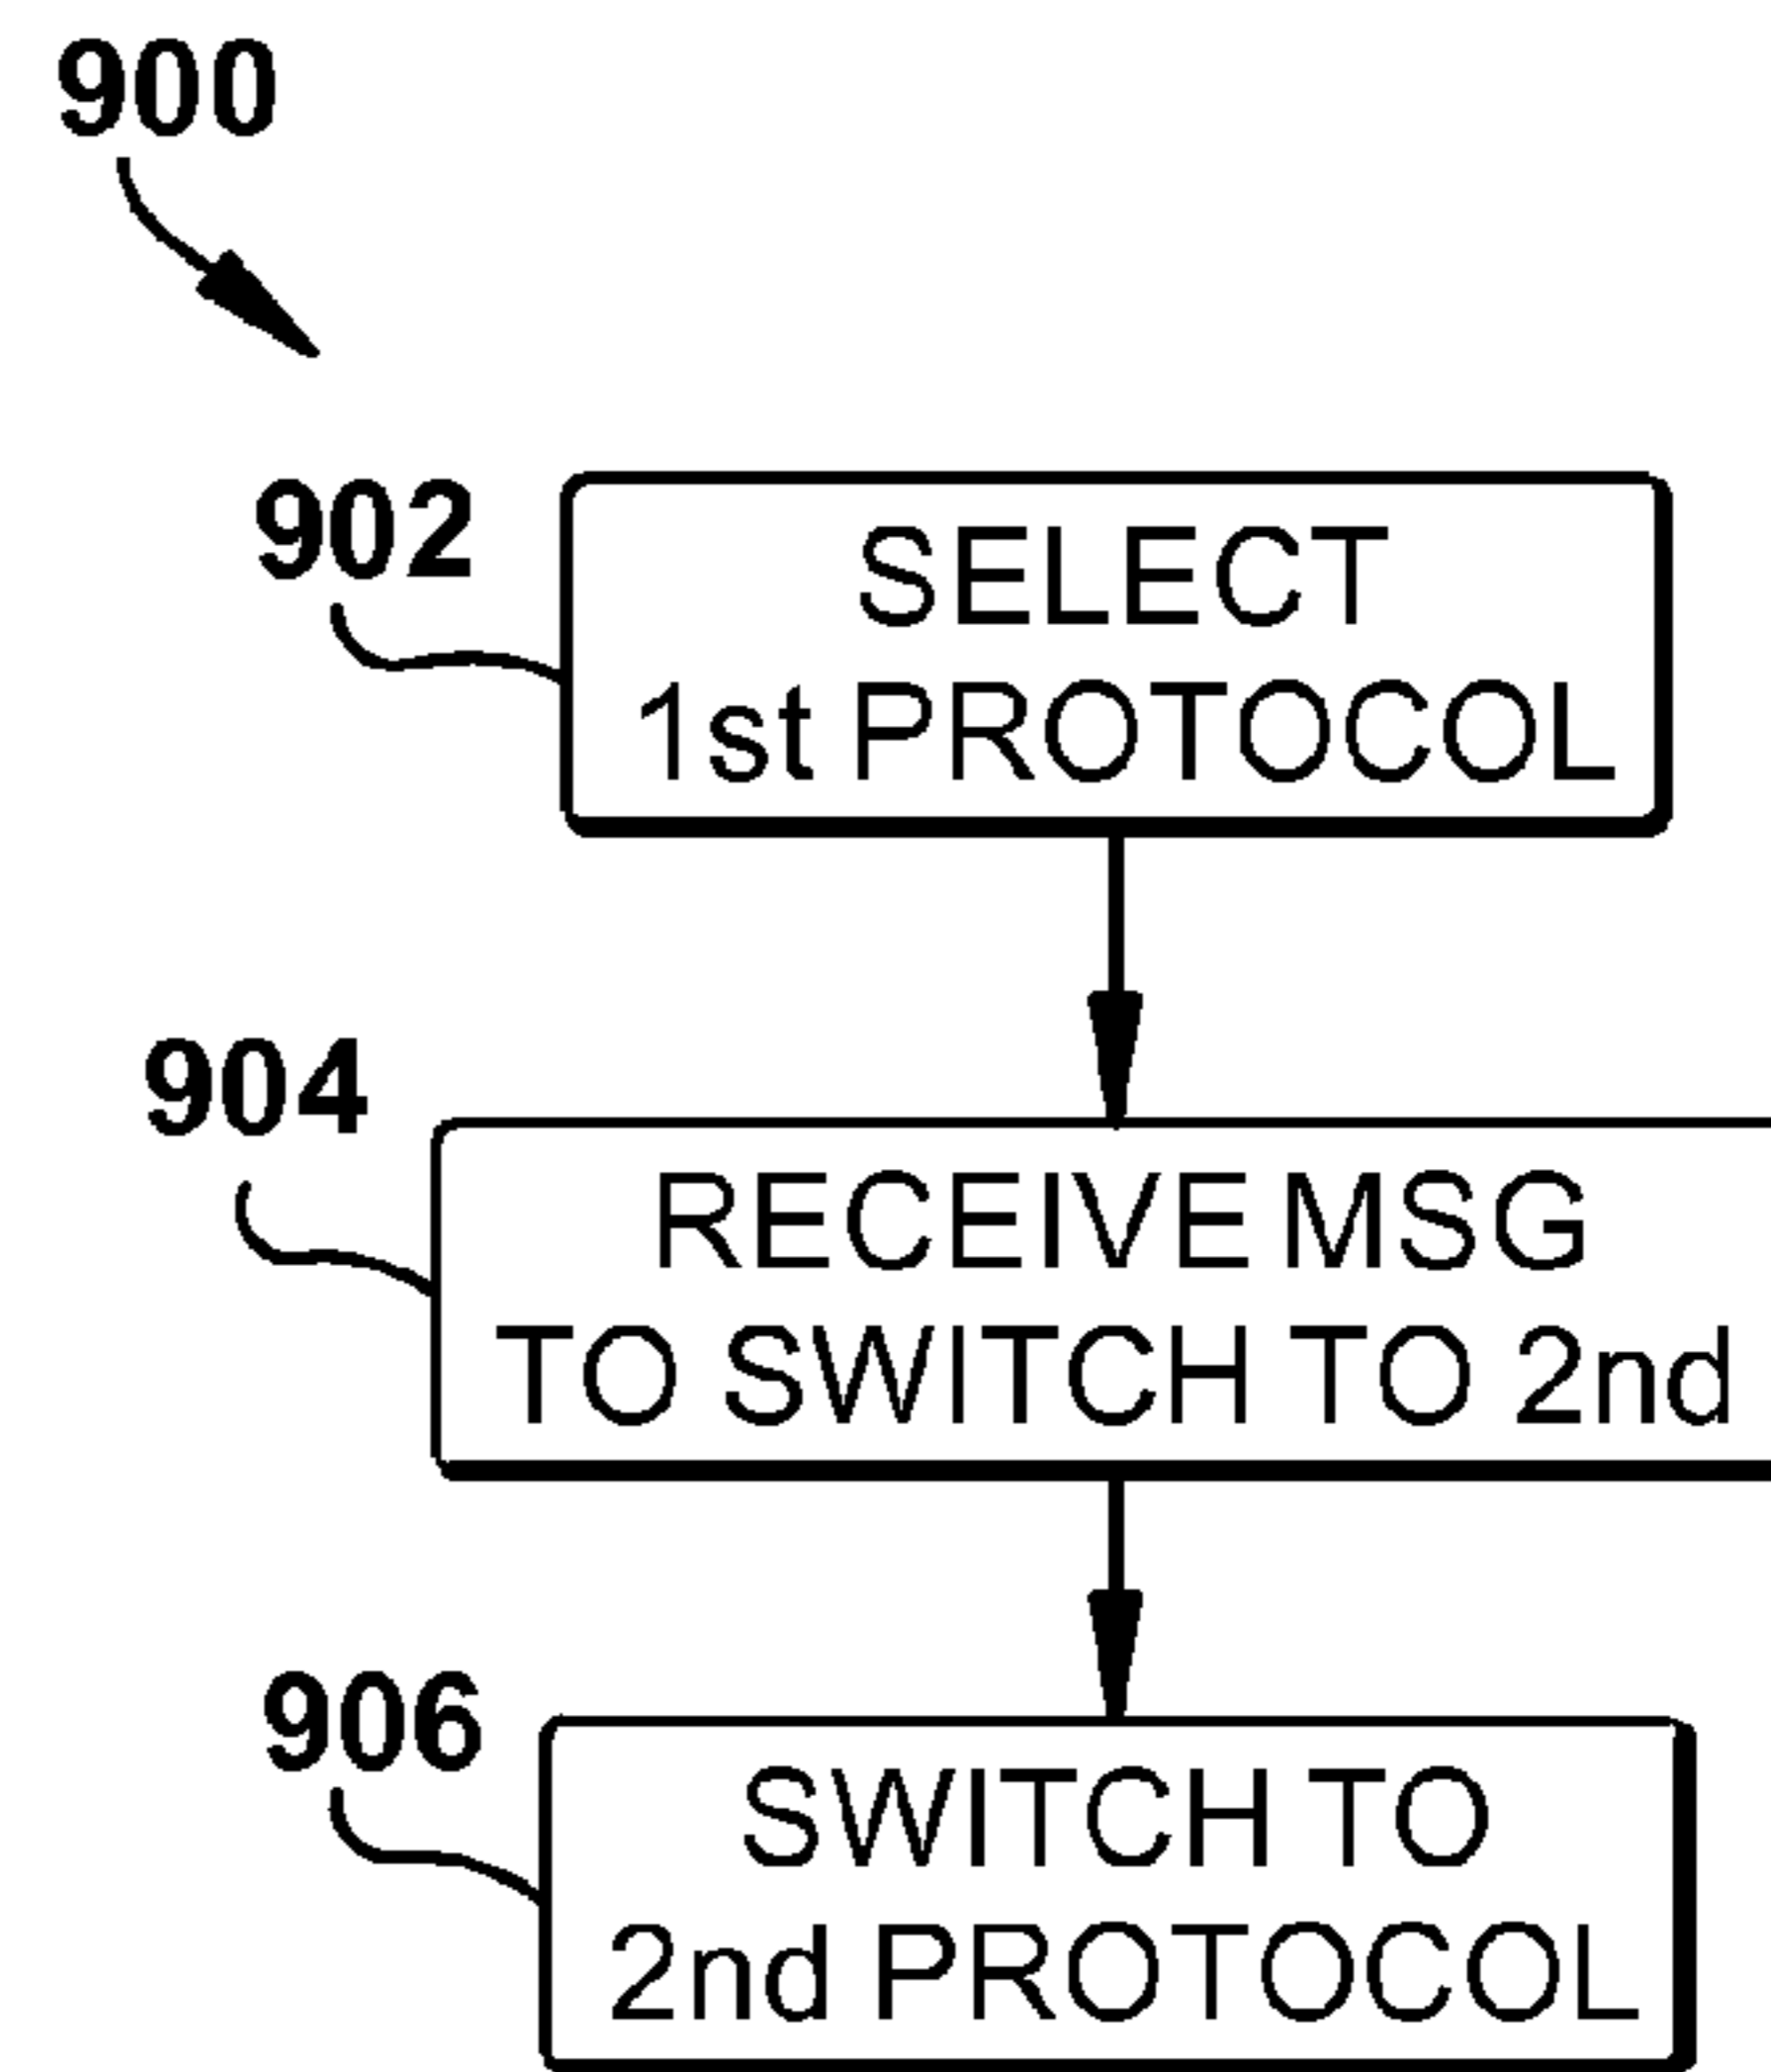 900
902
SELECT
1st PROTOCOL
904
RECEIVE MSG
TO SWITCH TO 2nd
906
SWITCH TO
2nd PROTOCOL